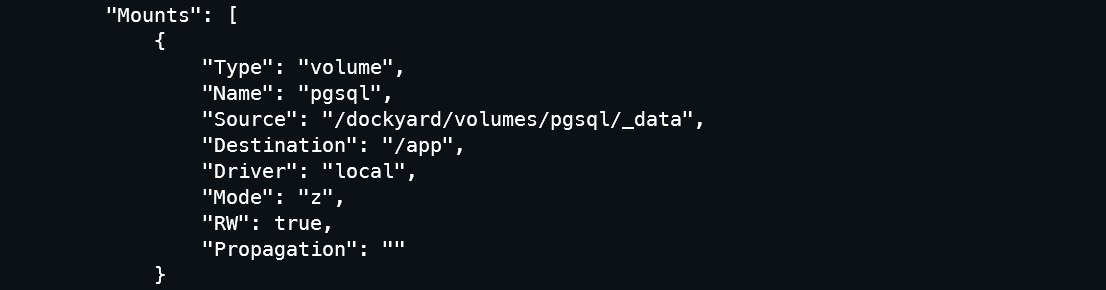 "Mounts": [
{
"Type": "volume",
"Name": "pgsql",
"Source": "/dockyard/volumes/pgsql/_data",
"Destination": "/app",
"Driver": "local",
"Mode": "z",
"RW": true,
"Propagation": ""
}